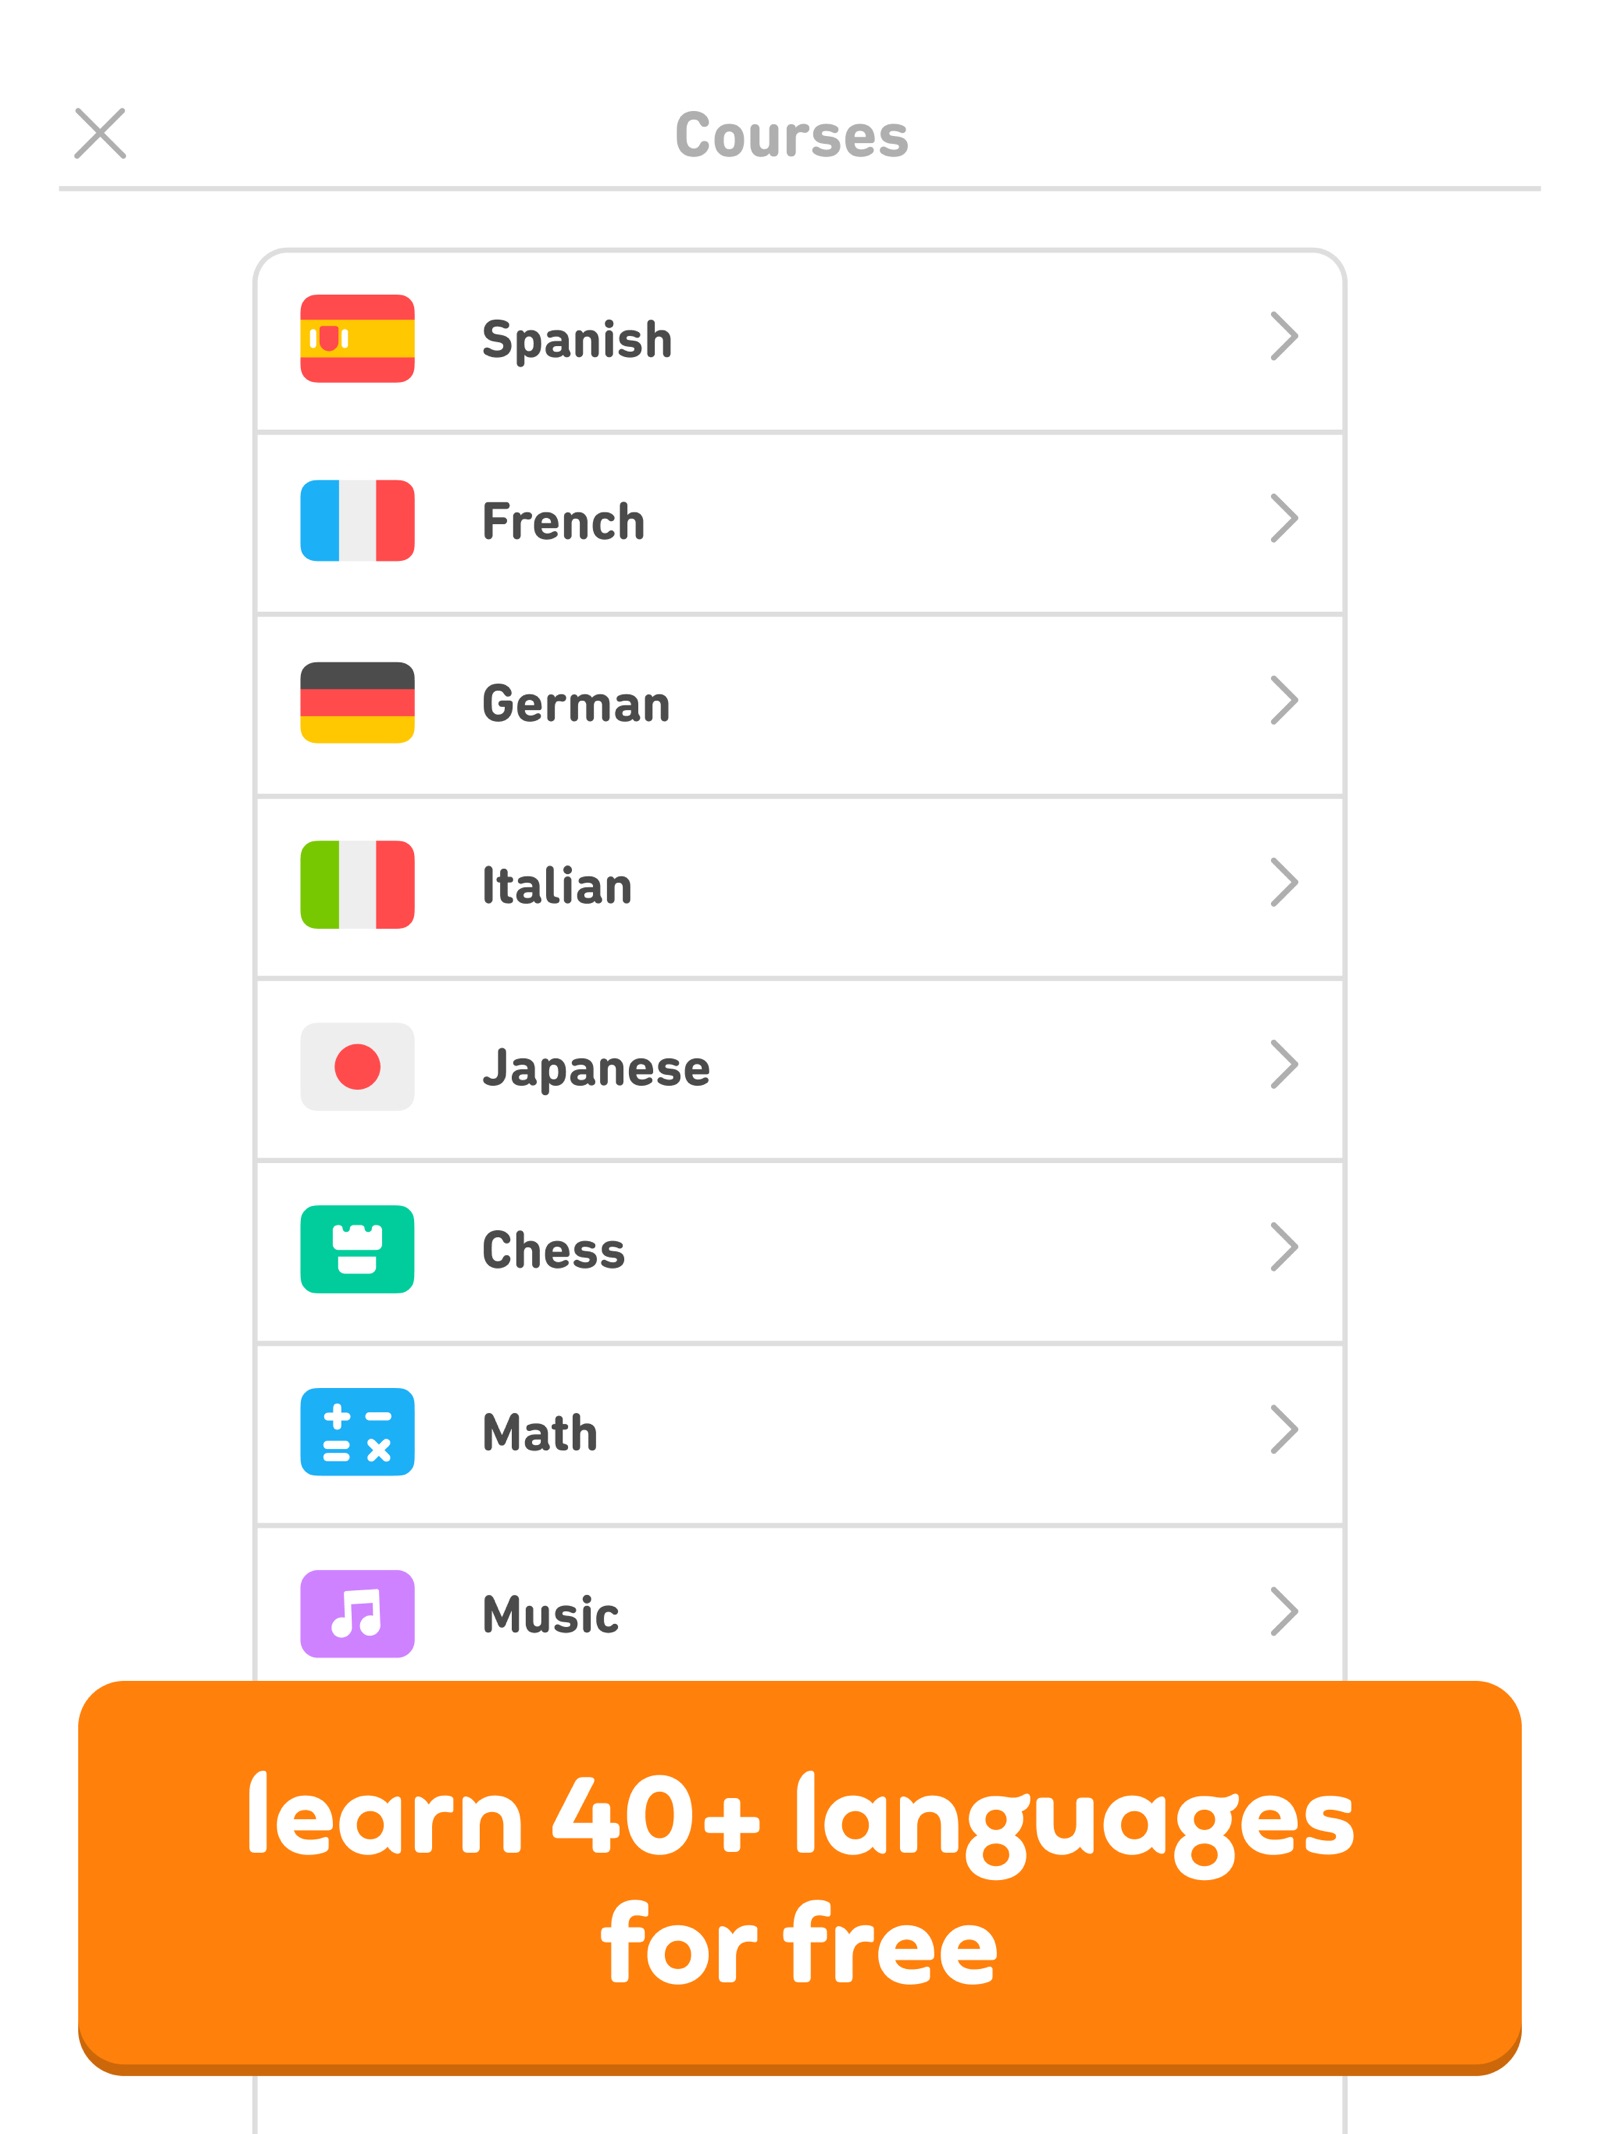 Courses
Spanish
French
German
Italian
Japanese
Chess
Math
Music
learn 40+ languages
for free